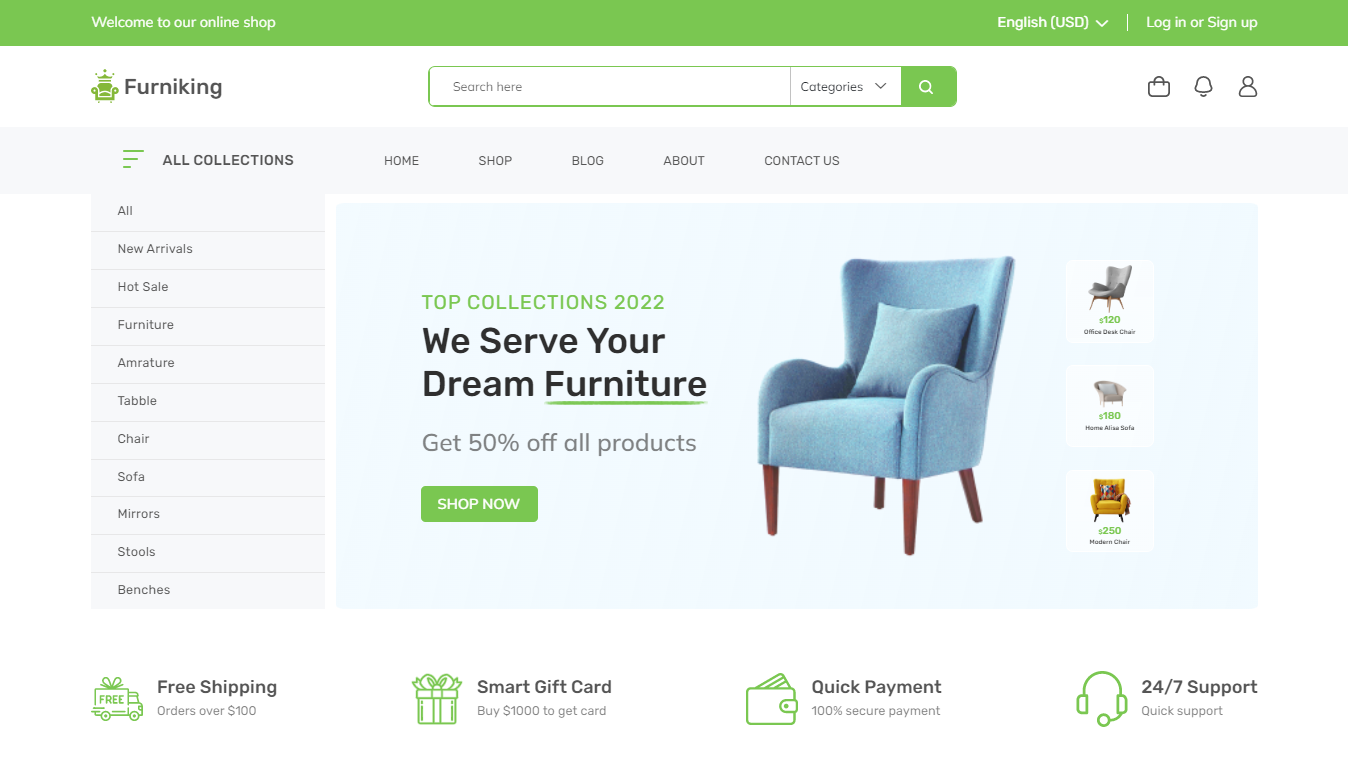 Welcome to our online shop
English (USD)
Log in or Sign up
Furniking
Search here
Categories
ALL COLLECTIONS
HOME
SHOP
BLOG
ABOUT
CONTACT US
All
New Arrivals
Hot Sale
Furniture
Amrature
Tabble
Chair
Sofa
Mirrors
Stools
Benches
TOP COLLECTIONS 2022
We Serve Your
Dream Furniture
Get 50% off all products
SHOP NOW
$120
Office Desk Chair
$180
Home Alisa Sofa
$250
Modern Chair
FREE
Free Shipping
Orders over $100
Smart Gift Card
Buy $1000 to get card
Quick Payment
100% secure payment
24/7 Support
Quick support